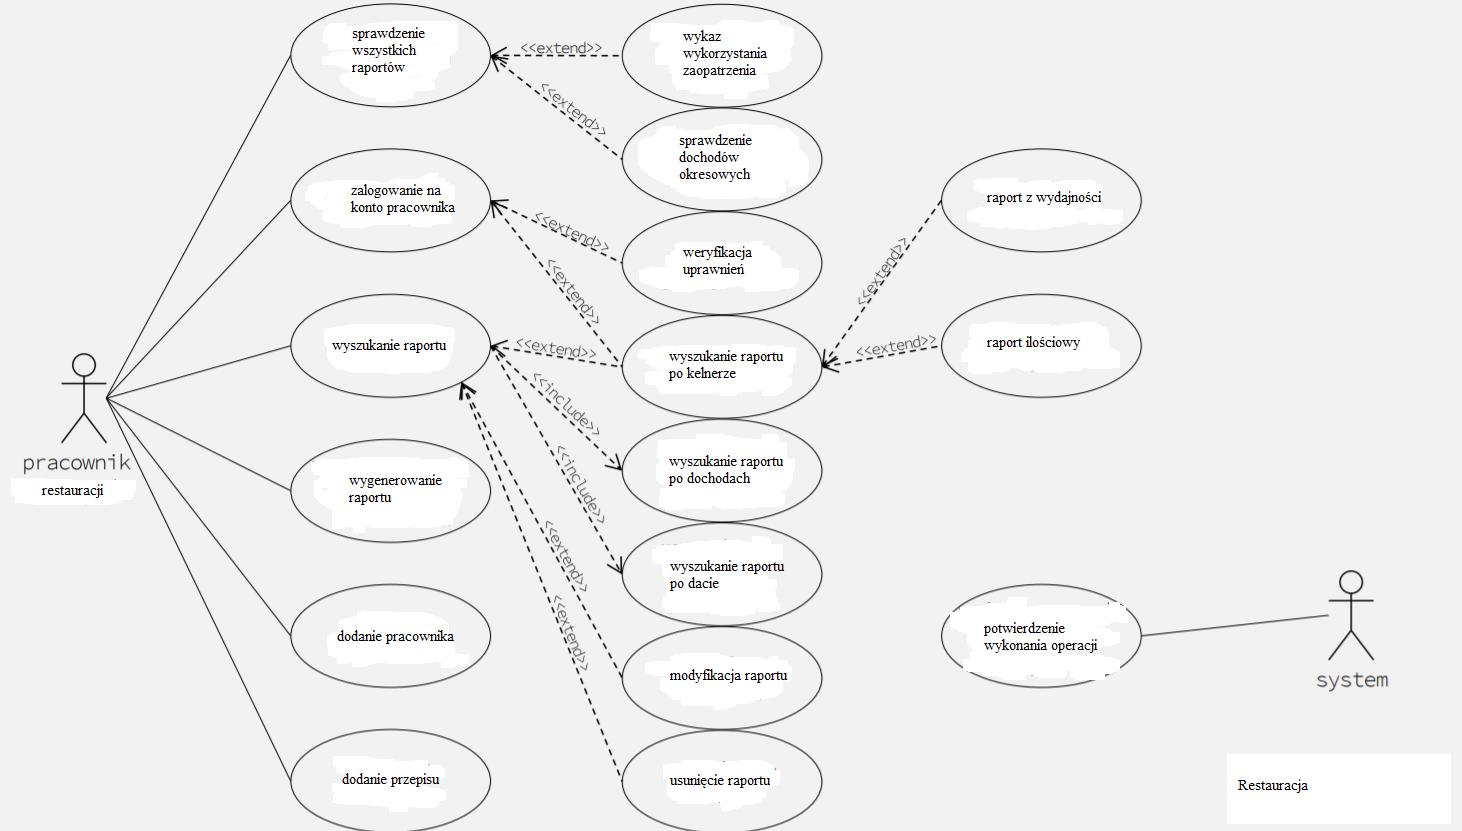 sprawdzenie
wszystkich
raportów
<<extend>>
wykaz
wykorzystania
zaopatrzenia
<<extend>>
sprawdzenie
dochodów
okresowych
zalogowanie na
konto pracownika
<<extend>>
weryfikacja
uprawnień
<<extend>>
raport z wydajności
<<extend>>
wyszukanie raportu
<<extend>>
wyszukanie raportu
po kelnerze
<<extend>>
raport ilościowy
<<include>>
wyszukanie raportu
po dochodach
<<include>>
wyszukanie raportu
po dacie
pracownik
restauracji
wygenerowanie
raportu
<<extend>>
modyfikacja raportu
<<extend>>
usunięcie raportu
dodanie pracownika
dodanie przepisu
potwierdzenie
wykonania operacji
system
Restauracja